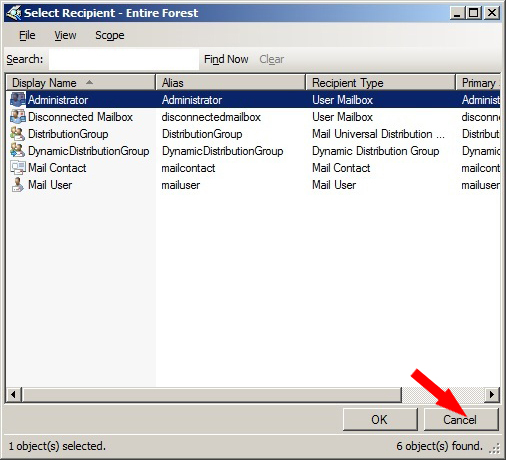 Select Recipient - Entire Forest
File View Scope
Search: Find Now Clear
Display Name Alias Recipient Type Primary
Administrator Administrator User Mailbox Administ
Disconnected Mailbox disconnectedmailbox User Mailbox disconn
DistributionGroup DistributionGroup Mail Universal Distribution ... Distribut
DynamicDistributionGroup DynamicDistributionGroup Dynamic Distribution Group Dynamic
Mail Contact mailcontact Mail Contact mailcont
Mail User mailuser Mail User mailuser
OK Cancel
1 object(s) selected. 6 object(s) found.